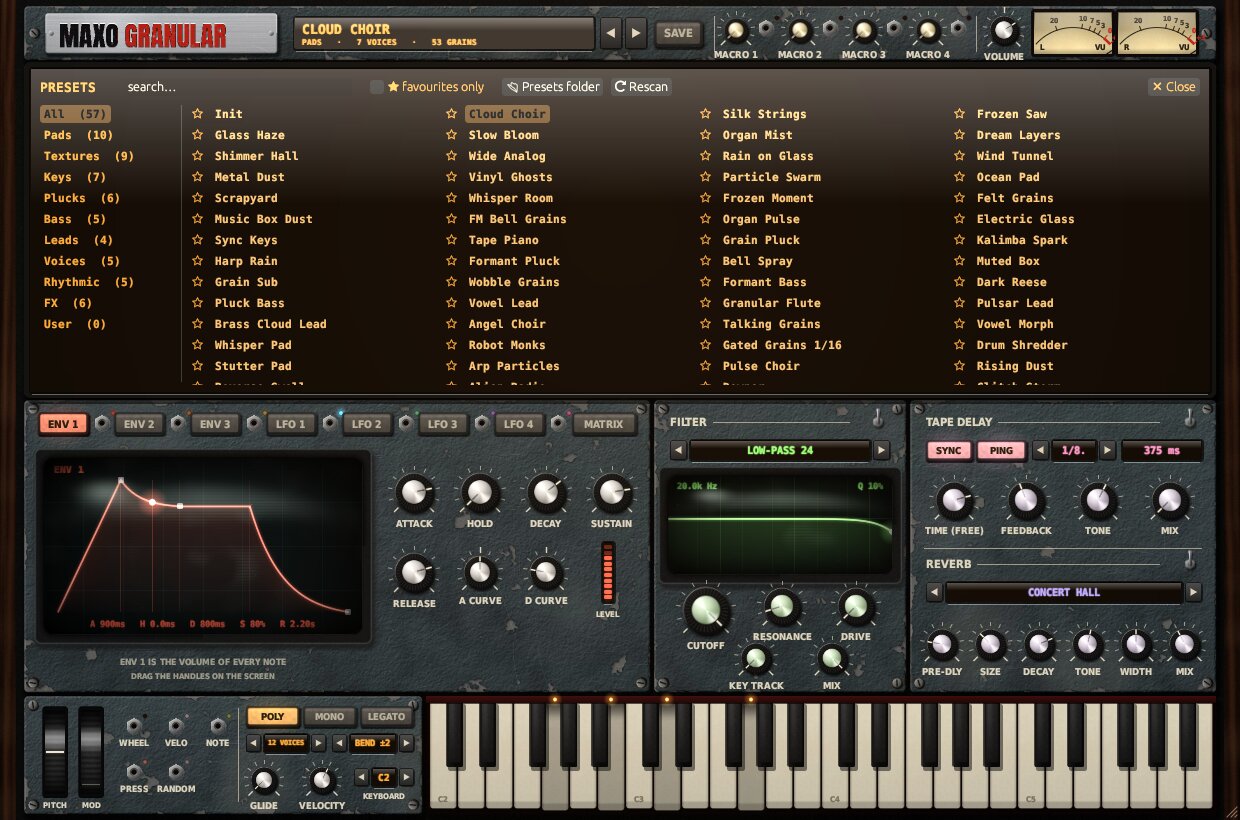 MAXO GRANULAR
CLOUD CHOIR
PADS · 7 VOICES · 53 GRAINS
SAVE
MACRO 1 MACRO 2 MACRO 3 MACRO 4 VOLUME
20 10 7 5 3 0
L VU
20 10 7 5 3 0
R VU
PRESETS search... favourites only Presets folder Rescan Close
All (57) Init Cloud Choir Silk Strings Frozen Saw
Pads (10) Glass Haze Slow Bloom Organ Mist Dream Layers
Textures (9) Shimmer Hall Wide Analog Rain on Glass Wind Tunnel
Keys (7) Metal Dust Vinyl Ghosts Particle Swarm Ocean Pad
Plucks (6) Scrapyard Whisper Room Frozen Moment Felt Grains
Bass (5) Music Box Dust FM Bell Grains Organ Pulse Electric Glass
Leads (4) Sync Keys Tape Piano Grain Pluck Kalimba Spark
Voices (5) Harp Rain Formant Pluck Bell Spray Muted Box
Rhythmic (5) Grain Sub Wobble Grains Formant Bass Dark Reese
FX (6) Pluck Bass Vowel Lead Granular Flute Pulsar Lead
User (0) Brass Cloud Lead Angel Choir Talking Grains Vowel Morph
Whisper Pad Robot Monks Gated Grains 1/16 Drum Shredder
Stutter Pad Arp Particles Pulse Choir Rising Dust
ENV 1 ENV 2 ENV 3 LFO 1 LFO 2 LFO 3 LFO 4 MATRIX
ENV 1
A 900ms H 0.0ms D 800ms S 80% R 2.20s
ENV 1 IS THE VOLUME OF EVERY NOTE
DRAG THE HANDLES ON THE SCREEN
ATTACK HOLD DECAY SUSTAIN
RELEASE A CURVE D CURVE LEVEL
FILTER
LOW-PASS 24
20.0k Hz Q 10%
CUTOFF RESONANCE DRIVE
KEY TRACK MIX
TAPE DELAY
SYNC PING 1/8. 375 ms
TIME (FREE) FEEDBACK TONE MIX
REVERB
CONCERT HALL
PRE-DLY SIZE DECAY TONE WIDTH MIX
PITCH MOD
WHEEL VELO NOTE
PRESS RANDOM
POLY MONO LEGATO
12 VOICES BEND ±2
C2
GLIDE VELOCITY KEYBOARD
C2 C3 C4 C5